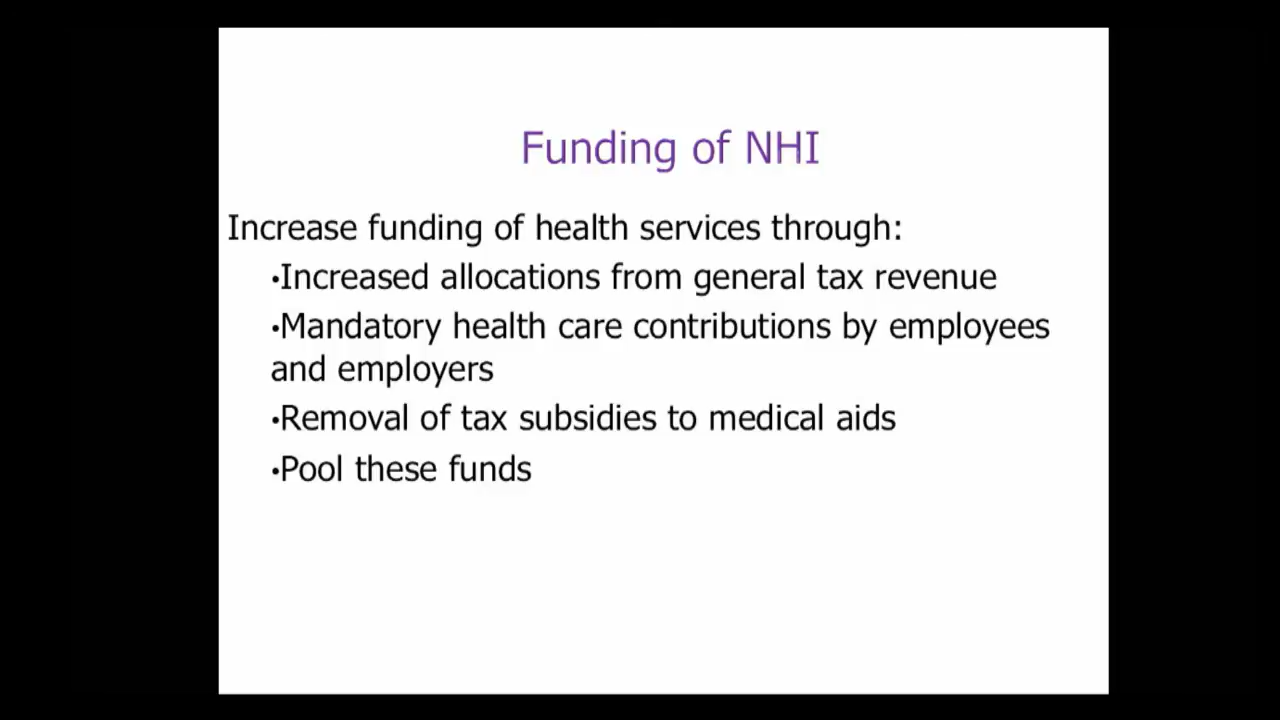 Funding of NHI
Increase funding of health services through:
•Increased allocations from general tax revenue
•Mandatory health care contributions by employees
and employers
•Removal of tax subsidies to medical aids
•Pool these funds